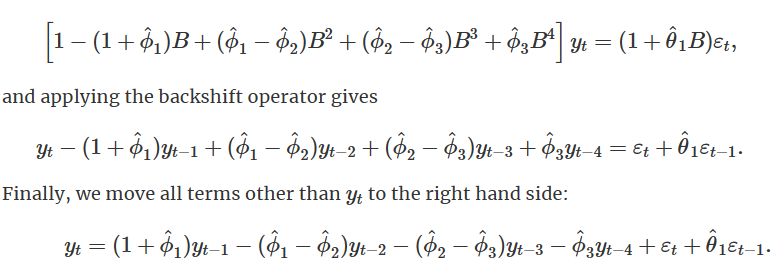 [1 − (1 + ϕ̂₁)B + (ϕ̂₁ − ϕ̂₂)B² + (ϕ̂₂ − ϕ̂₃)B³ + ϕ̂₃B⁴] yₜ = (1 + θ̂₁B)εₜ,
and applying the backshift operator gives
yₜ − (1 + ϕ̂₁)yₜ₋₁ + (ϕ̂₁ − ϕ̂₂)yₜ₋₂ + (ϕ̂₂ − ϕ̂₃)yₜ₋₃ + ϕ̂₃yₜ₋₄ = εₜ + θ̂₁εₜ₋₁.
Finally, we move all terms other than yₜ to the right hand side:
yₜ = (1 + ϕ̂₁)yₜ₋₁ − (ϕ̂₁ − ϕ̂₂)yₜ₋₂ − (ϕ̂₂ − ϕ̂₃)yₜ₋₃ − ϕ̂₃yₜ₋₄ + εₜ + θ̂₁εₜ₋₁.